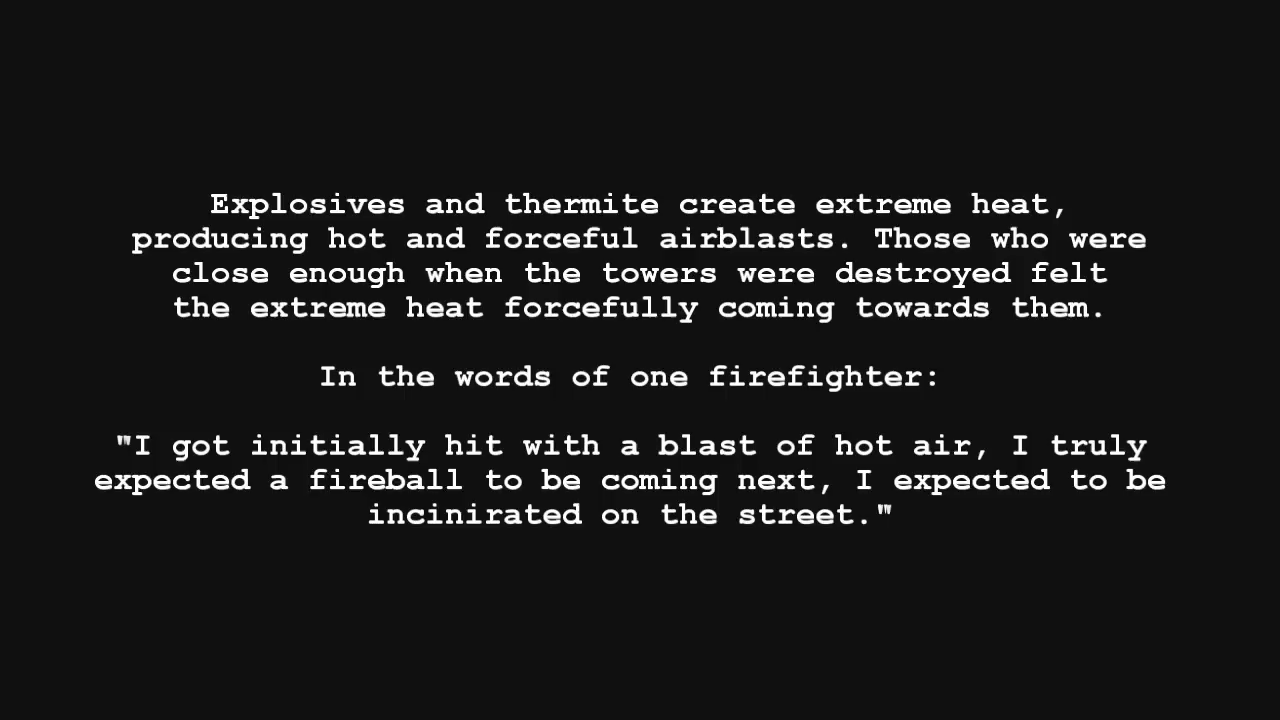 Explosives and thermite create extreme heat,
producing hot and forceful airblasts. Those who were
close enough when the towers were destroyed felt
the extreme heat forcefully coming towards them.
In the words of one firefighter:
"I got initially hit with a blast of hot air, I truly
expected a fireball to be coming next, I expected to be
incinirated on the street."